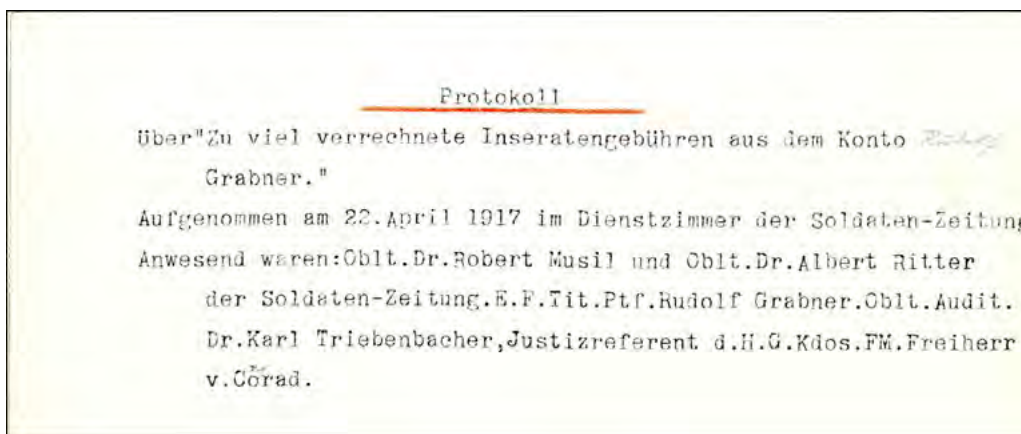 Protokoll
über"Zu viel verrechnete Inseratengebühren aus dem Konto
Grabner."
Aufgenommen am 22.April 1917 im Dienstzimmer der Soldaten-Zeitung
Anwesend waren:Oblt.Dr.Robert Musil und Oblt.Dr.Albert Ritter
der Soldaten-Zeitung.E.F.Tit.Ptf.Rudolf Grabner.Oblt.Audit.
Dr.Karl Triebenbacher,Justizreferent d.H.G.Kdos.FM.Freiherr
v.Corad.